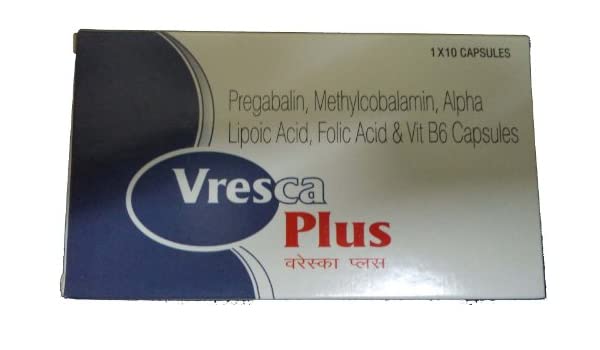 1 X 10 CAPSULES
Pregabalin, Methylcobalamin, Alpha
Lipoic Acid, Folic Acid & Vit B6 Capsules
Vresca
Plus
वरेस्का प्लस